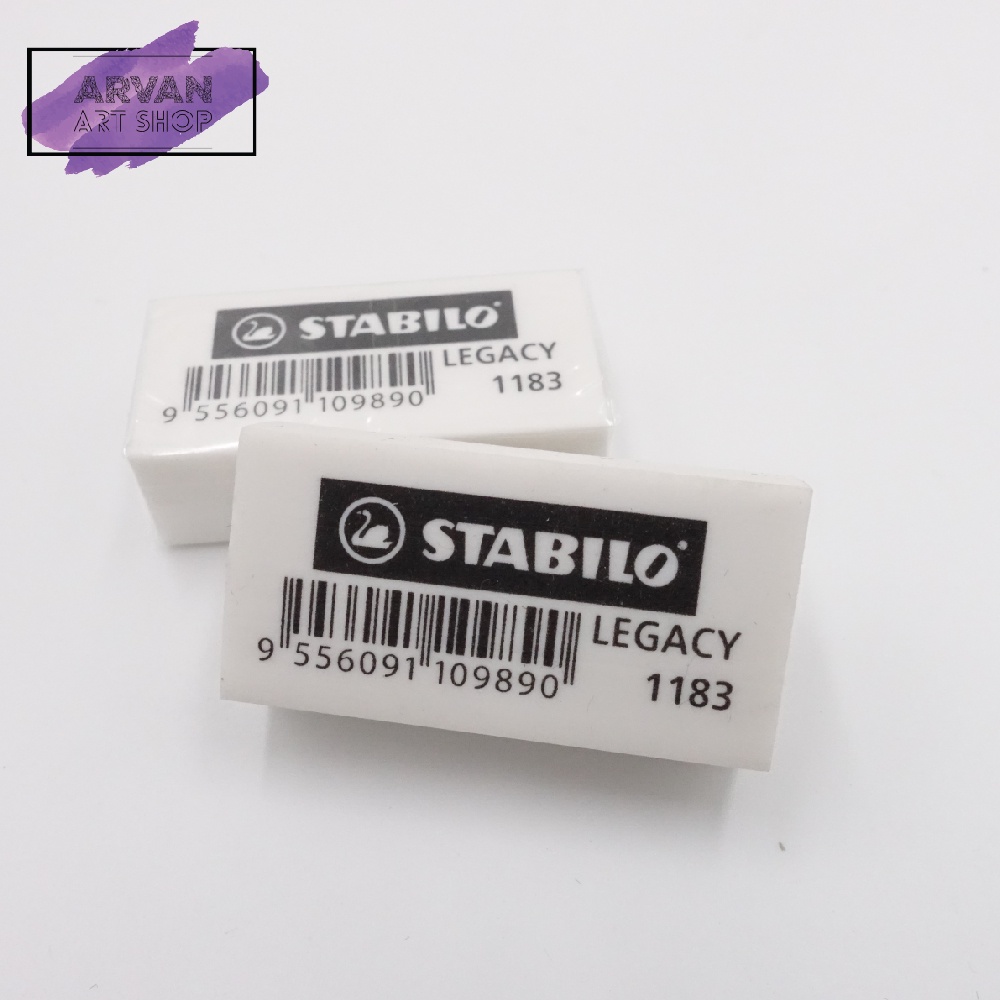 ARVAN
ART SHOP
STABILO
LEGACY
1183
9 556091 109890
STABILO
LEGACY
1183
9 556091 109890